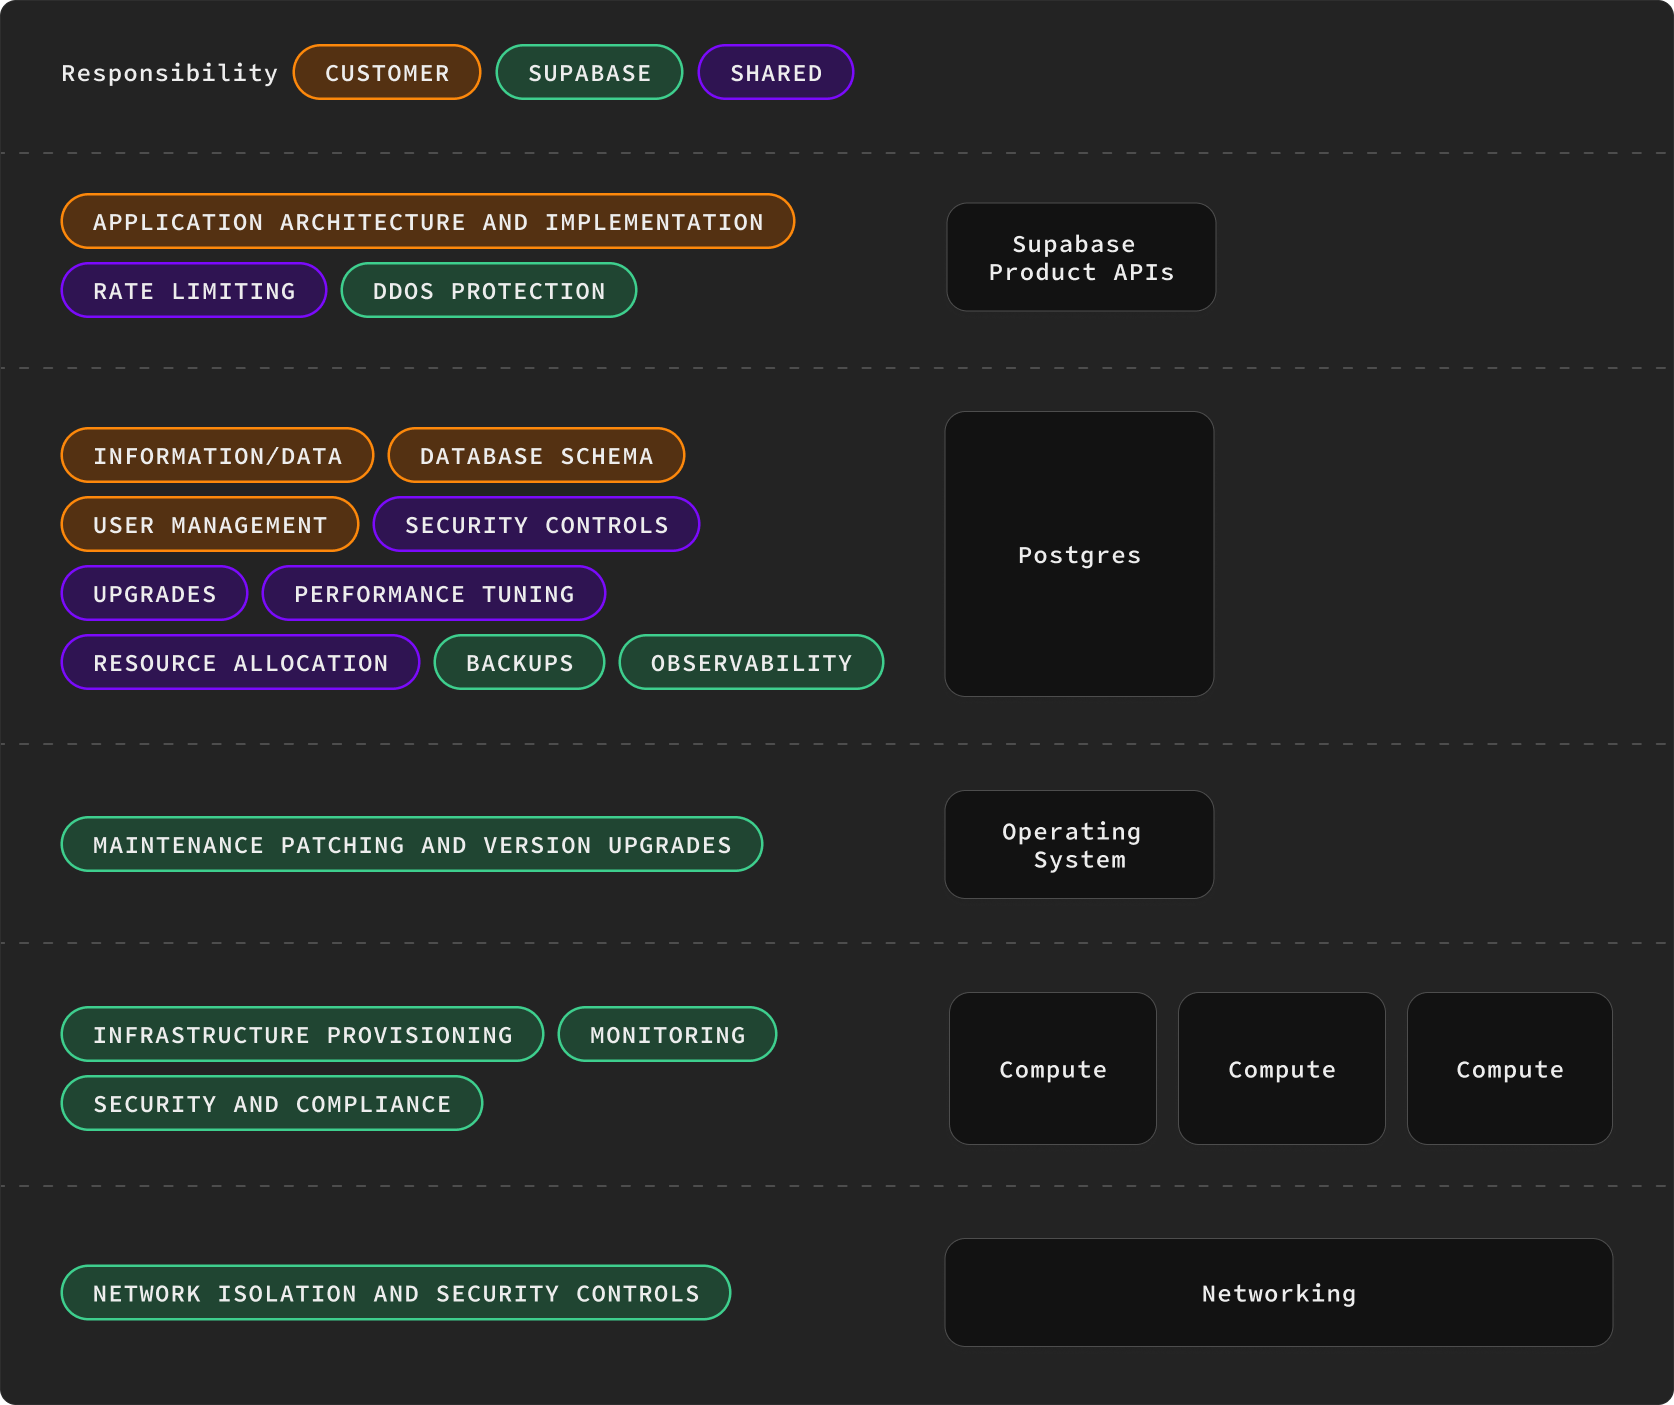 Responsibility CUSTOMER SUPABASE SHARED
APPLICATION ARCHITECTURE AND IMPLEMENTATION
RATE LIMITING DDOS PROTECTION
Supabase
Product APIs
INFORMATION/DATA DATABASE SCHEMA
USER MANAGEMENT SECURITY CONTROLS
UPGRADES PERFORMANCE TUNING
RESOURCE ALLOCATION BACKUPS OBSERVABILITY
Postgres
MAINTENANCE PATCHING AND VERSION UPGRADES
Operating
System
INFRASTRUCTURE PROVISIONING MONITORING
SECURITY AND COMPLIANCE
Compute Compute Compute
NETWORK ISOLATION AND SECURITY CONTROLS
Networking